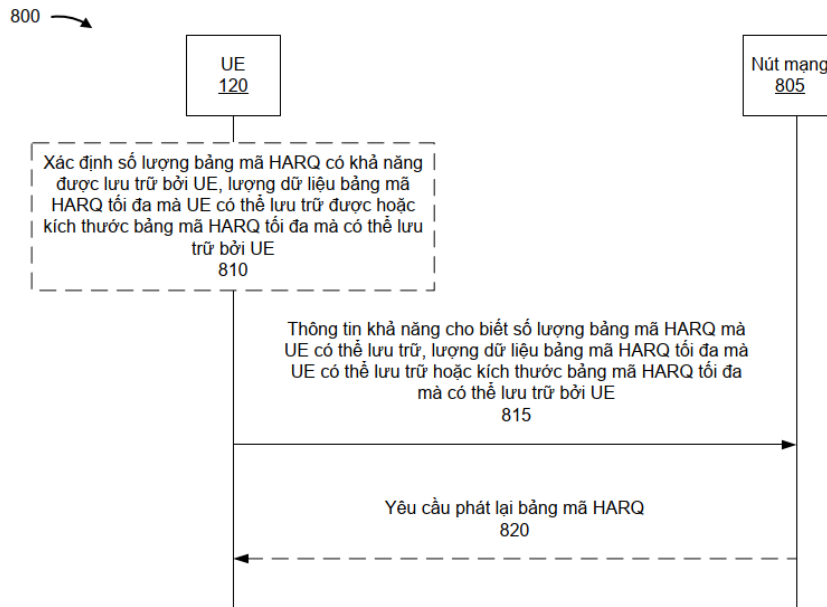 800
UE
120
Nút mạng
805
Xác định số lượng bảng mã HARQ có khả năng
được lưu trữ bởi UE, lượng dữ liệu bảng mã
HARQ tối đa mà UE có thể lưu trữ được hoặc
kích thước bảng mã HARQ tối đa mà có thể lưu
trữ bởi UE
810
Thông tin khả năng cho biết số lượng bảng mã HARQ mà
UE có thể lưu trữ, lượng dữ liệu bảng mã HARQ tối đa mà
UE có thể lưu trữ hoặc kích thước bảng mã HARQ tối đa
mà có thể lưu trữ bởi UE
815
Yêu cầu phát lại bảng mã HARQ
820